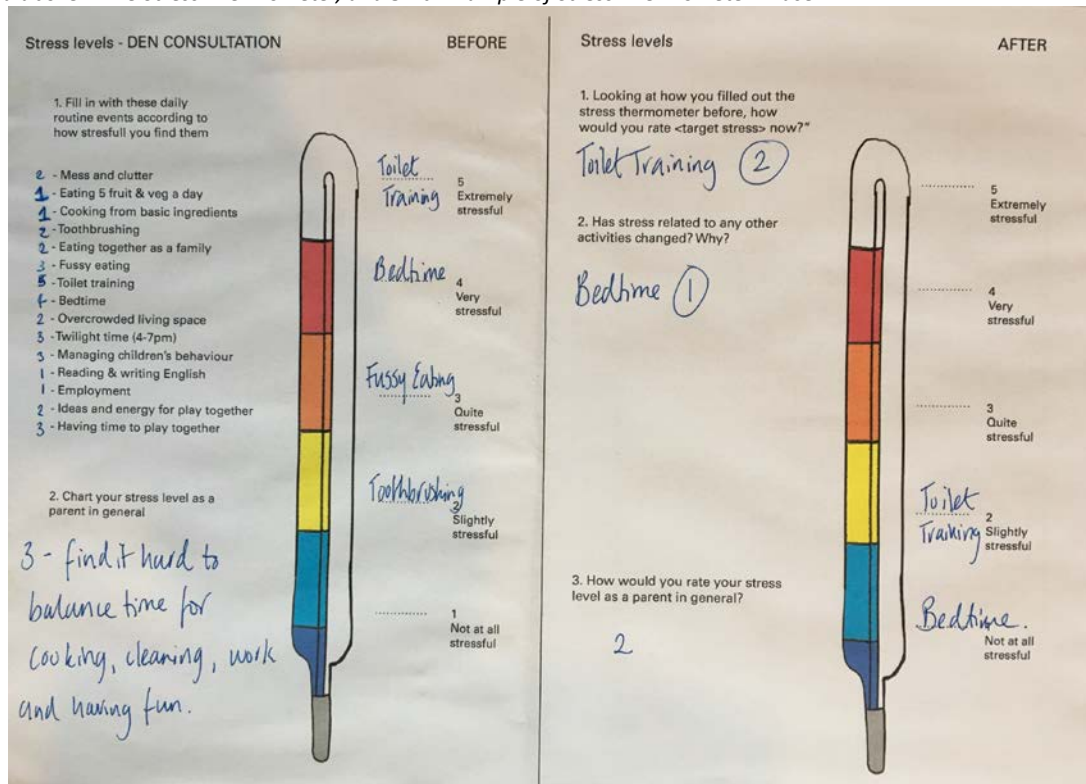 Stress levels - DEN CONSULTATION
BEFORE
1. Fill in with these daily
routine events according to
how stresfull you find them
2 - Mess and clutter
1 - Eating 5 fruit & veg a day
1 - Cooking from basic ingredients
2 - Toothbrushing
2 - Eating together as a family
3 - Fussy eating
5 - Toilet training
- Bedtime
2 - Overcrowded living space
3 - Twilight time (4-7pm)
3 - Managing children's behaviour
1 - Reading & writing English
1 - Employment
2 - Ideas and energy for play together
3 - Having time to play together
2. Chart your stress level as a
parent in general
3 - find it hard to
balance time for
cooking, cleaning, work
and having fun.
Toilet
Training
5
Extremely
stressful
Bedtime
4
Very
stressful
Fussy Eating
3
Quite
stressful
Toothbrushing
2
Slightly
stressful
1
Not at all
stressful
Stress levels
AFTER
1. Looking at how you filled out the
stress thermometer before, how
would you rate <target stress> now?"
Toilet Training 2
2. Has stress related to any other
activities changed? Why?
Bedtime 1
3. How would you rate your stress
level as a parent in general?
2
5
Extremely
stressful
4
Very
stressful
3
Quite
stressful
Toilet
Training
2
Slightly
stressful
Bedtime.
Not at all
stressful